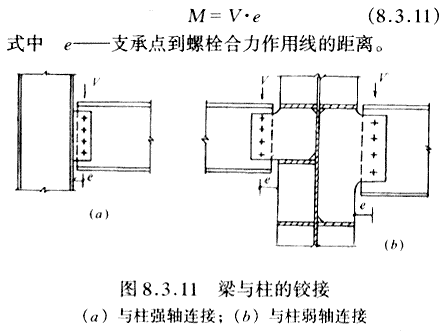 M = V·e (8.3.11)
式中 e——支承点到螺栓合力作用线的距离。
V V V
e e e
(a) (b)
图 8.3.11 梁与柱的铰接
(a) 与柱强轴连接；(b) 与柱弱轴连接